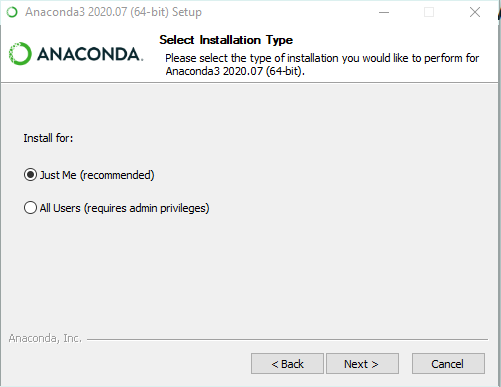 Anaconda3 2020.07 (64-bit) Setup
Select Installation Type
Please select the type of installation you would like to perform for
Anaconda3 2020.07 (64-bit).
ANACONDA.
Install for:
Just Me (recommended)
All Users (requires admin privileges)
Anaconda, Inc.
< Back Next > Cancel